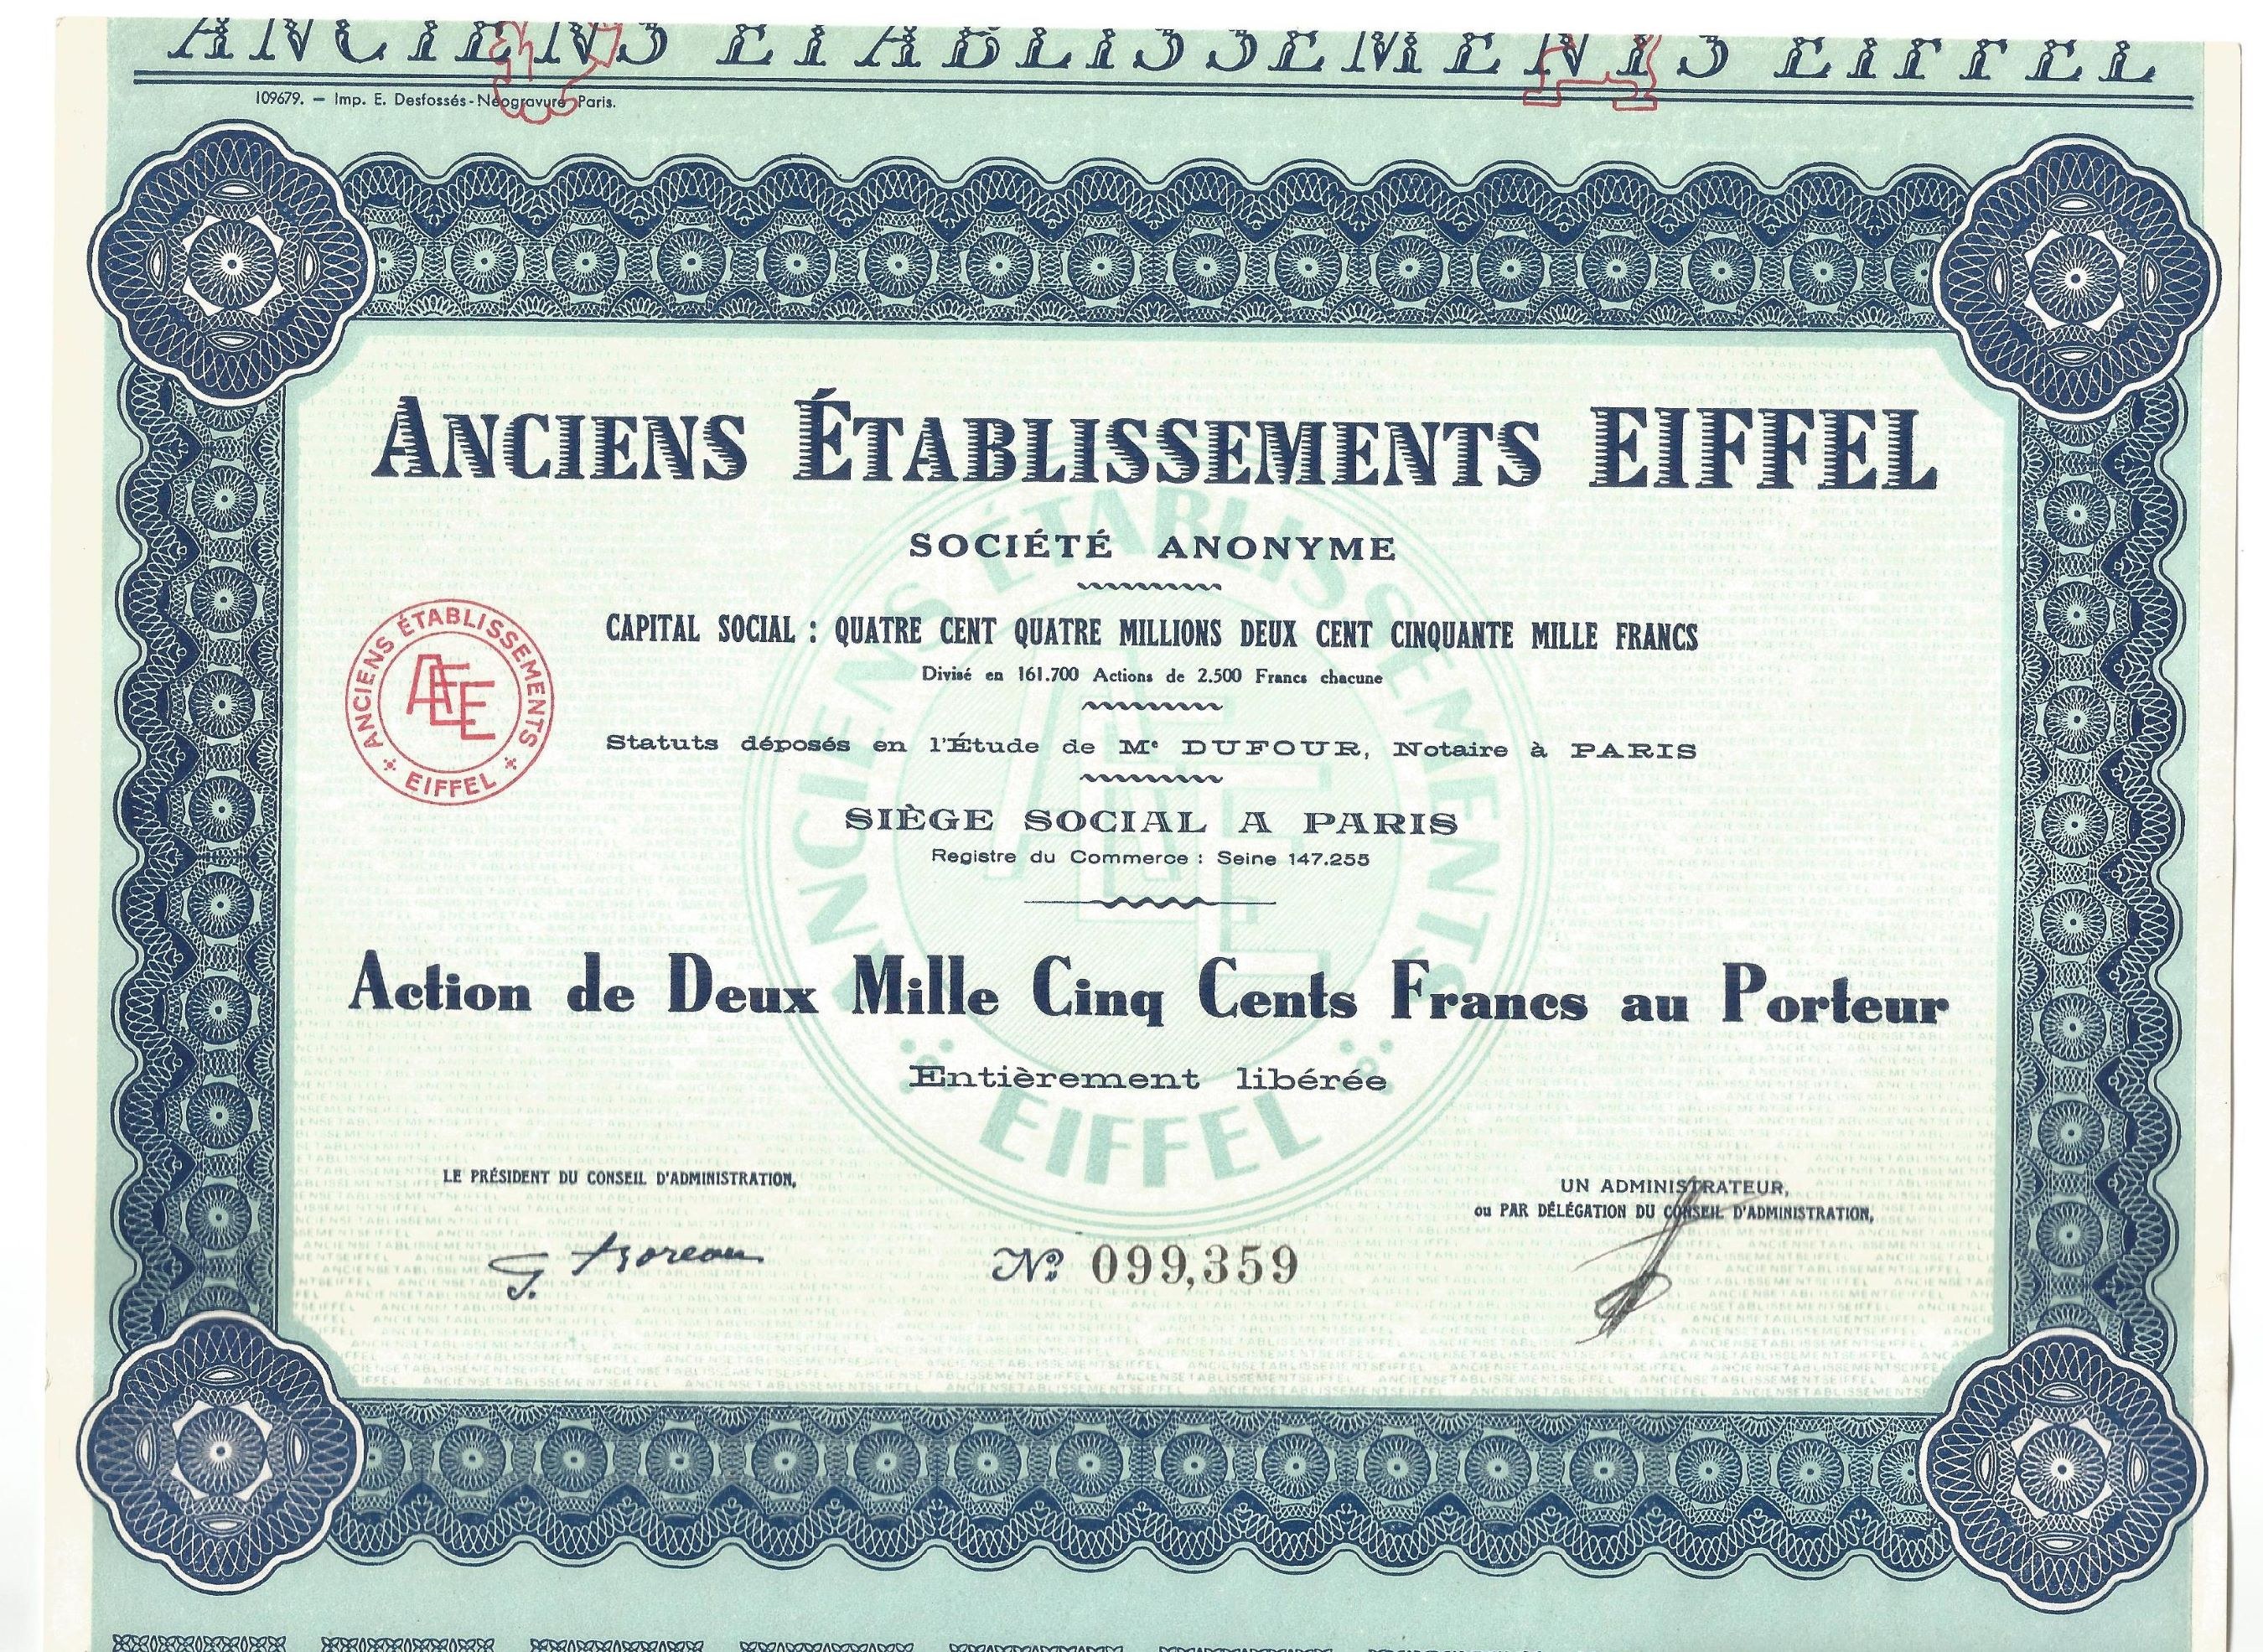 ANCIENS ETABLISSEMENTS EIFFEL
109679. — Imp. E. Desfossés-Néogravure Paris.
ANCIENS ÉTABLISSEMENTS EIFFEL
SOCIÉTÉ ANONYME
CAPITAL SOCIAL : QUATRE CENT QUATRE MILLIONS DEUX CENT CINQUANTE MILLE FRANCS
Divisé en 161.700 Actions de 2.500 Francs chacune
ANCIENS ÉTABLISSEMENTS
AEE
EIFFEL
Statuts déposés en l'Étude de Me DUFOUR, Notaire à PARIS
SIÈGE SOCIAL A PARIS
Registre du Commerce : Seine 147.255
ANCIENS ÉTABLISSEMENTS
AEE
EIFFEL
Action de Deux Mille Cinq Cents Francs au Porteur
Entièrement libérée
LE PRÉSIDENT DU CONSEIL D'ADMINISTRATION,
UN ADMINISTRATEUR,
ou PAR DÉLÉGATION DU CONSEIL D'ADMINISTRATION,
No 099,359